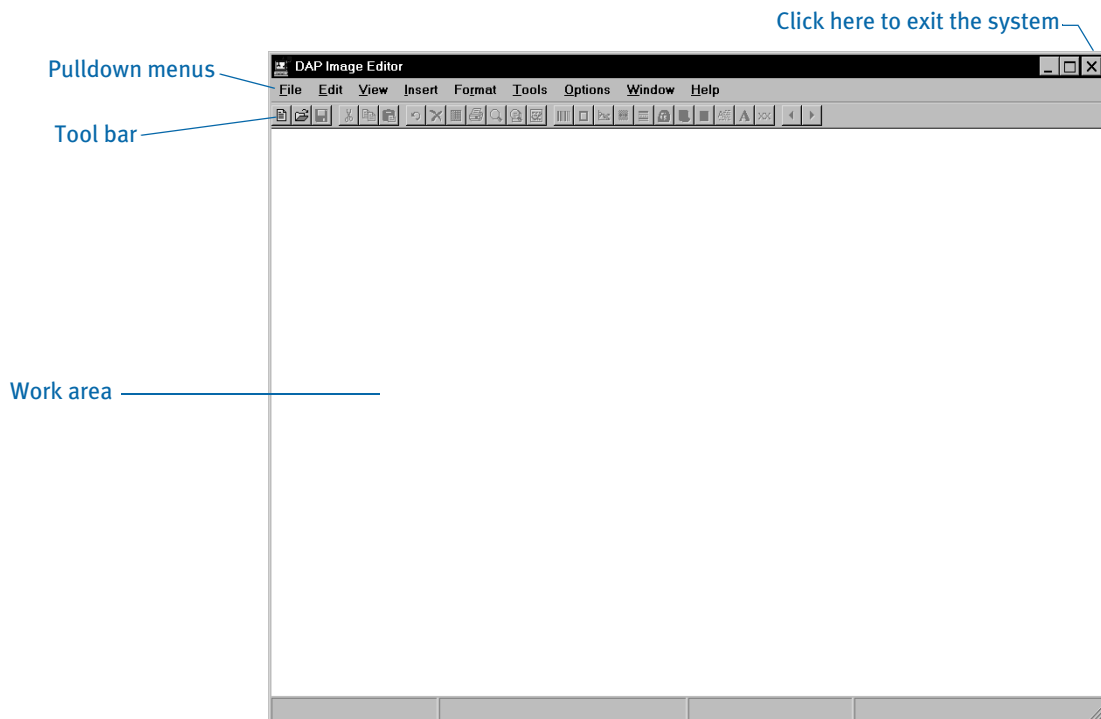 Click here to exit the system
Pulldown menus
DAP Image Editor
File Edit View Insert Format Tools Options Window Help
Tool bar
Work area